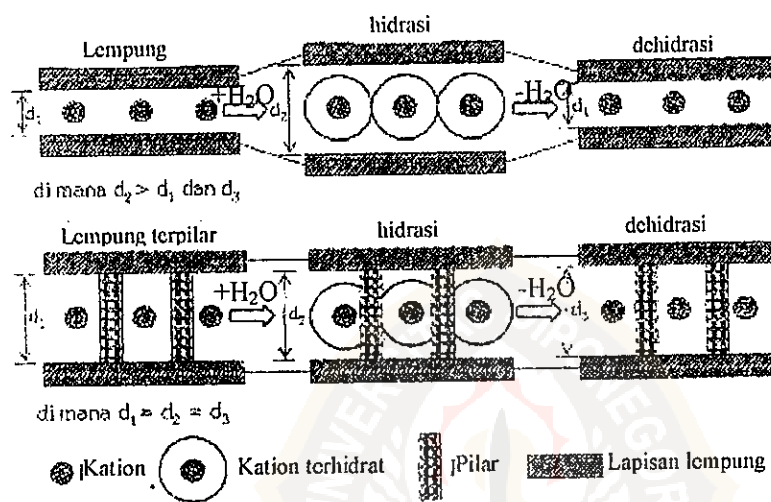 Lempung hidrasi dehidrasi
+H₂O -H₂O
d₁ d₂ d₁
di mana d₂ > d₁ dan d₃
Lempung terpilar hidrasi dehidrasi
+H₂O -H₂O
d₂ d₃
di mana d₁ = d₂ = d₃
Kation Kation terhidrat Pilar Lapisan lempung